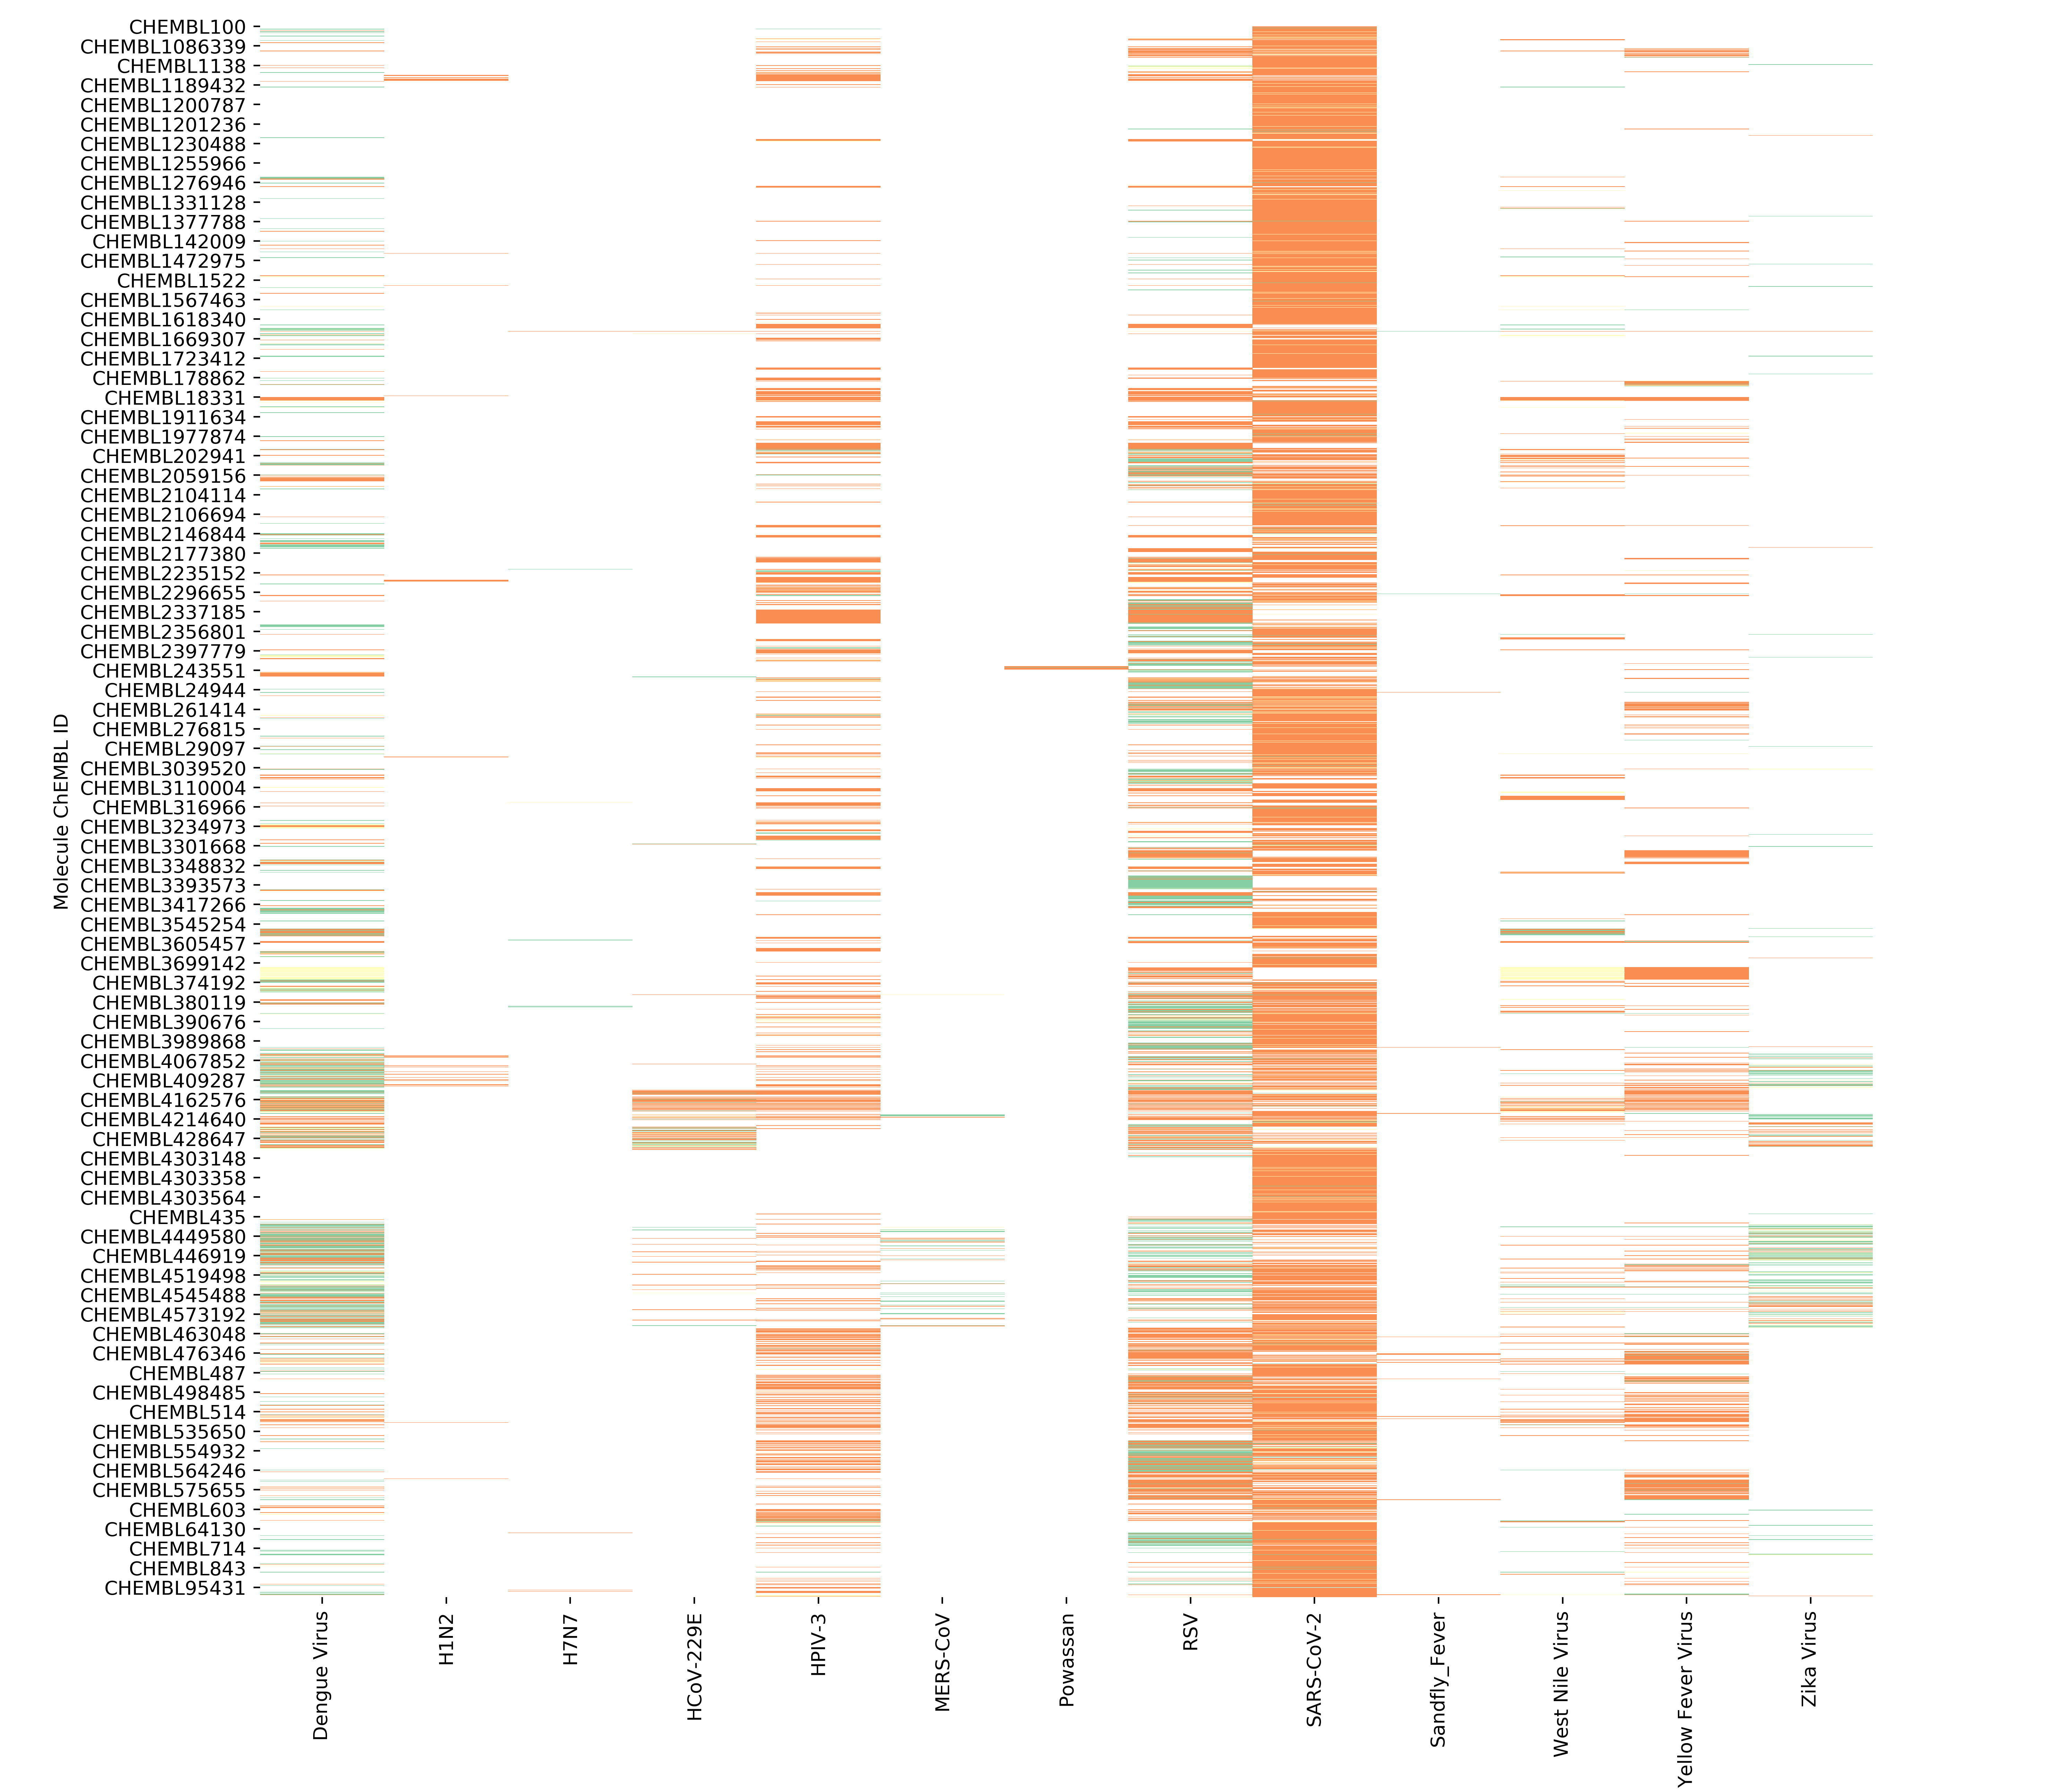 Molecule ChEMBL ID
CHEMBL100
CHEMBL1086339
CHEMBL1138
CHEMBL1189432
CHEMBL1200787
CHEMBL1201236
CHEMBL1230488
CHEMBL1255966
CHEMBL1276946
CHEMBL1331128
CHEMBL1377788
CHEMBL142009
CHEMBL1472975
CHEMBL1522
CHEMBL1567463
CHEMBL1618340
CHEMBL1669307
CHEMBL1723412
CHEMBL178862
CHEMBL18331
CHEMBL1911634
CHEMBL1977874
CHEMBL202941
CHEMBL2059156
CHEMBL2104114
CHEMBL2106694
CHEMBL2146844
CHEMBL2177380
CHEMBL2235152
CHEMBL2296655
CHEMBL2337185
CHEMBL2356801
CHEMBL2397779
CHEMBL243551
CHEMBL24944
CHEMBL261414
CHEMBL276815
CHEMBL29097
CHEMBL3039520
CHEMBL3110004
CHEMBL316966
CHEMBL3234973
CHEMBL3301668
CHEMBL3348832
CHEMBL3393573
CHEMBL3417266
CHEMBL3545254
CHEMBL3605457
CHEMBL3699142
CHEMBL374192
CHEMBL380119
CHEMBL390676
CHEMBL3989868
CHEMBL4067852
CHEMBL409287
CHEMBL4162576
CHEMBL4214640
CHEMBL428647
CHEMBL4303148
CHEMBL4303358
CHEMBL4303564
CHEMBL435
CHEMBL4449580
CHEMBL446919
CHEMBL4519498
CHEMBL4545488
CHEMBL4573192
CHEMBL463048
CHEMBL476346
CHEMBL487
CHEMBL498485
CHEMBL514
CHEMBL535650
CHEMBL554932
CHEMBL564246
CHEMBL575655
CHEMBL603
CHEMBL64130
CHEMBL714
CHEMBL843
CHEMBL95431
Dengue Virus
H1N2
H7N7
HCoV-229E
HPIV-3
MERS-CoV
Powassan
RSV
SARS-CoV-2
Sandfly_Fever
West Nile Virus
Yellow Fever Virus
Zika Virus